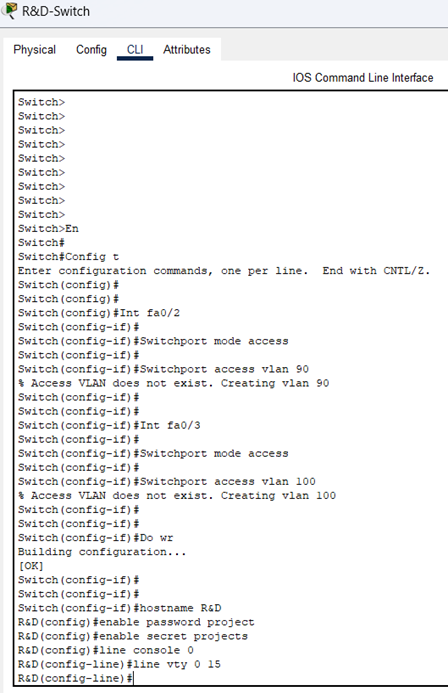 R&D-Switch
Physical Config CLI Attributes
IOS Command Line Interface
Switch>
Switch>
Switch>
Switch>
Switch>
Switch>
Switch>
Switch>
Switch>
Switch>En
Switch#
Switch#Config t
Enter configuration commands, one per line.  End with CNTL/Z.
Switch(config)#
Switch(config)#
Switch(config)#Int fa0/2
Switch(config-if)#
Switch(config-if)#Switchport mode access
Switch(config-if)#
Switch(config-if)#Switchport access vlan 90
% Access VLAN does not exist. Creating vlan 90
Switch(config-if)#
Switch(config-if)#
Switch(config-if)#Int fa0/3
Switch(config-if)#
Switch(config-if)#Switchport mode access
Switch(config-if)#
Switch(config-if)#Switchport access vlan 100
% Access VLAN does not exist. Creating vlan 100
Switch(config-if)#
Switch(config-if)#
Switch(config-if)#Do wr
Building configuration...
[OK]
Switch(config-if)#
Switch(config-if)#
Switch(config-if)#hostname R&D
R&D(config)#enable password project
R&D(config)#enable secret projects
R&D(config)#line console 0
R&D(config-line)#line vty 0 15
R&D(config-line)#